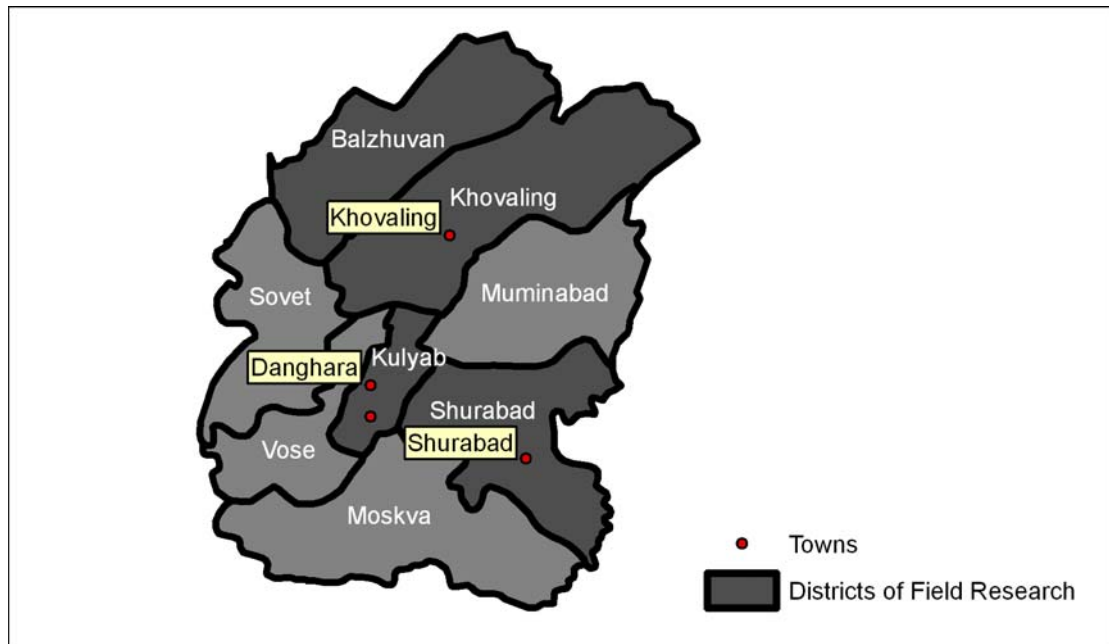 Balzhuvan
Khovaling
Khovaling
Muminabad
Sovet
Kulyab
Danghara
Shurabad
Shurabad
Vose
Moskva
Towns
Districts of Field Research